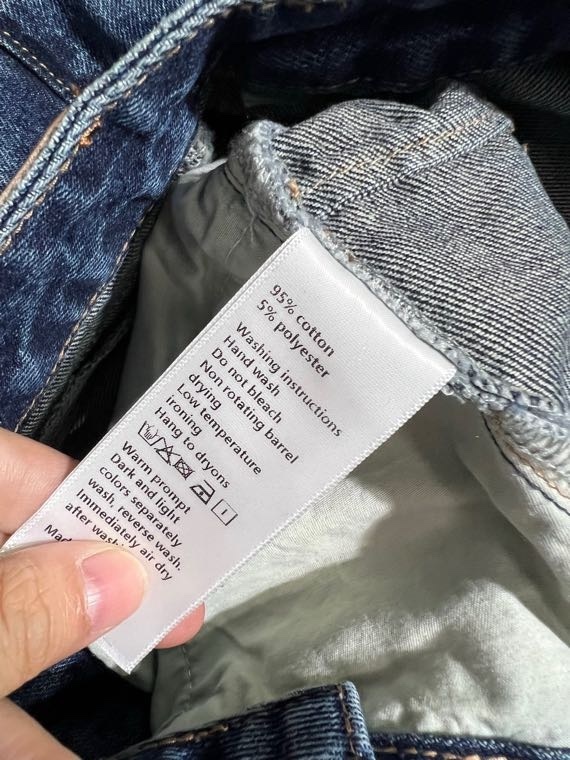 95% cotton
5% polyester
Washing instructions
Hand wash
Do not bleach
Non rotating barrel
drying
Low temperature
ironing
Hang to dryons
Warm prompt
Dark and light
colors separately
wash, reverse wash.
Immediately air dry
after